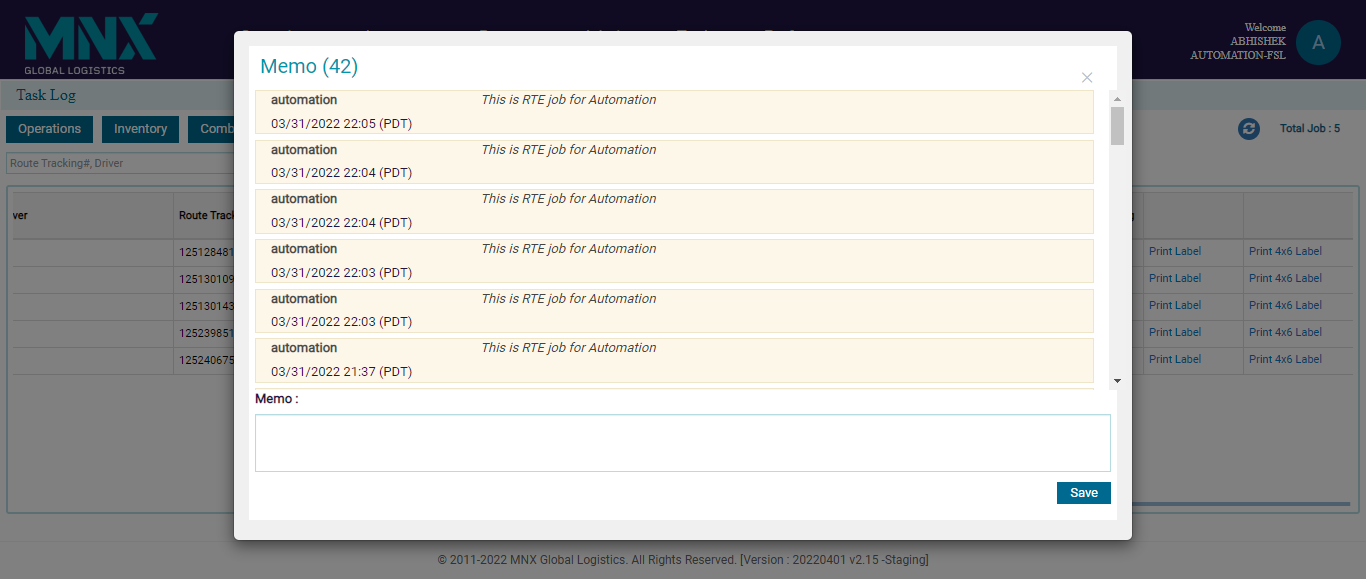 MNX
GLOBAL LOGISTICS
Welcome
ABHISHEK
AUTOMATION-FSL
A
Task Log
Operations
Inventory
Comb
Total Job : 5
Route Tracking#, Driver
ver
Route Track
125128481
125130109
125130143
125239851
125240675
Memo (42)
×
automation This is RTE job for Automation
03/31/2022 22:05 (PDT)
automation This is RTE job for Automation
03/31/2022 22:04 (PDT)
automation This is RTE job for Automation
03/31/2022 22:04 (PDT)
automation This is RTE job for Automation
03/31/2022 22:03 (PDT)
automation This is RTE job for Automation
03/31/2022 22:03 (PDT)
automation This is RTE job for Automation
03/31/2022 21:37 (PDT)
Memo :
Save
Print Label Print 4x6 Label
Print Label Print 4x6 Label
Print Label Print 4x6 Label
Print Label Print 4x6 Label
Print Label Print 4x6 Label
© 2011-2022 MNX Global Logistics. All Rights Reserved. [Version : 20220401 v2.15 -Staging]